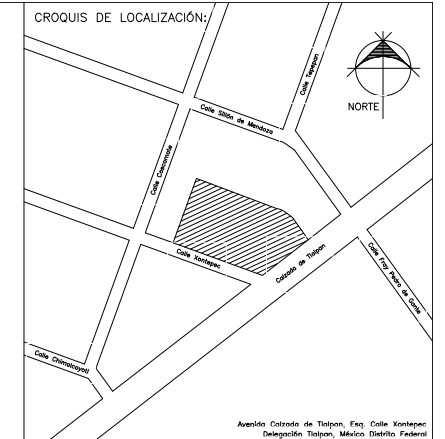 CROQUIS DE LOCALIZACIÓN:
NORTE
Calle Tepepan
Calle Sillón de Mendoza
Calle Coscomate
Calle Xontepec
Calzada de Tlalpan
Calle Fray Pedro de Gante
Calle Chimalcoyotl
Avenida Calzada de Tlalpan, Esq. Calle Xontepec
Delegación Tlalpan, México Distrito Federal